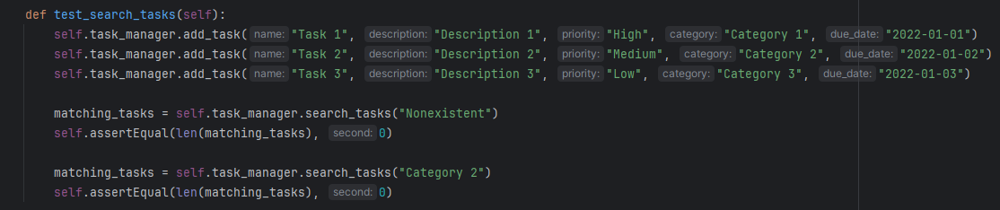 def test_search_tasks(self):
self.task_manager.add_task( name: "Task 1", description: "Description 1", priority: "High", category: "Category 1", due_date: "2022-01-01")
self.task_manager.add_task( name: "Task 2", description: "Description 2", priority: "Medium", category: "Category 2", due_date: "2022-01-02")
self.task_manager.add_task( name: "Task 3", description: "Description 3", priority: "Low", category: "Category 3", due_date: "2022-01-03")
matching_tasks = self.task_manager.search_tasks("Nonexistent")
self.assertEqual(len(matching_tasks), second: 0)
matching_tasks = self.task_manager.search_tasks("Category 2")
self.assertEqual(len(matching_tasks), second: 0)